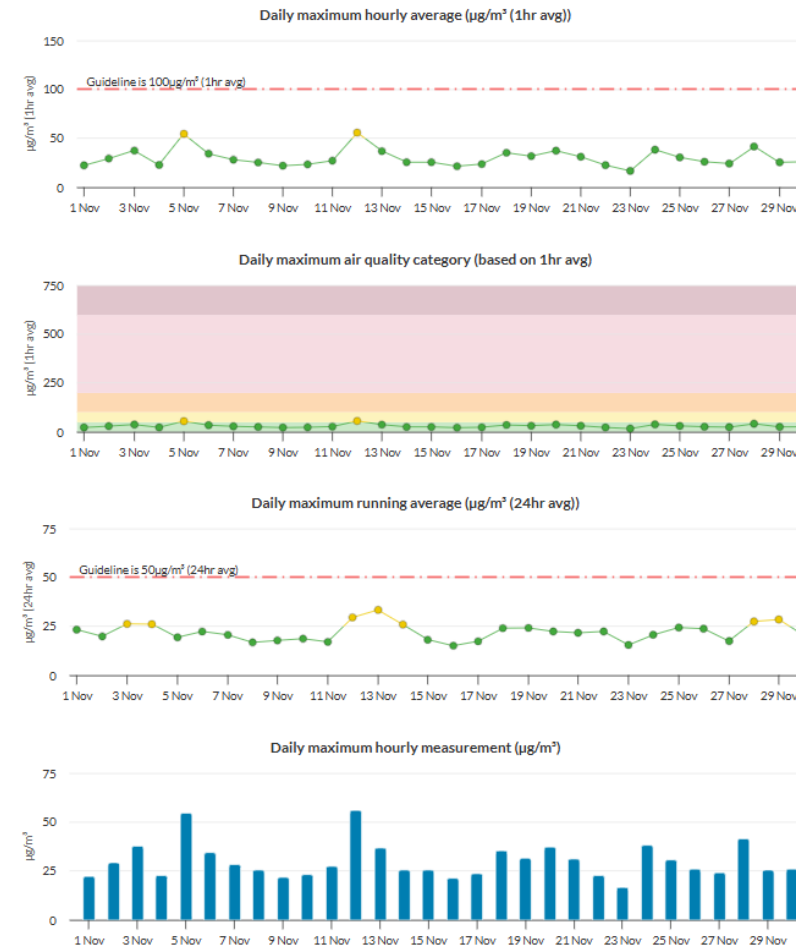 Daily maximum hourly average (µg/m³ (1hr avg))
µg/m³ (1hr avg)
150
100
50
0
Guideline is 100µg/m³ (1hr avg)
1 Nov 3 Nov 5 Nov 7 Nov 9 Nov 11 Nov 13 Nov 15 Nov 17 Nov 19 Nov 21 Nov 23 Nov 25 Nov 27 Nov 29 Nov
Daily maximum air quality category (based on 1hr avg)
µg/m³ (1hr avg)
750
500
250
0
1 Nov 3 Nov 5 Nov 7 Nov 9 Nov 11 Nov 13 Nov 15 Nov 17 Nov 19 Nov 21 Nov 23 Nov 25 Nov 27 Nov 29 Nov
Daily maximum running average (µg/m³ (24hr avg))
µg/m³ (24hr avg)
75
50
25
0
Guideline is 50µg/m³ (24hr avg)
1 Nov 3 Nov 5 Nov 7 Nov 9 Nov 11 Nov 13 Nov 15 Nov 17 Nov 19 Nov 21 Nov 23 Nov 25 Nov 27 Nov 29 Nov
Daily maximum hourly measurement (µg/m³)
µg/m³
75
50
25
0
1 Nov 3 Nov 5 Nov 7 Nov 9 Nov 11 Nov 13 Nov 15 Nov 17 Nov 19 Nov 21 Nov 23 Nov 25 Nov 27 Nov 29 Nov